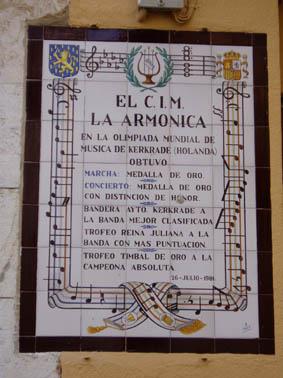 EL C.I.M.
LA ARMONICA
EN LA OLIMPIADA MUNDIAL DE
MUSICA DE KERKRADE (HOLANDA)
OBTUVO
MARCHA: MEDALLA DE ORO.
CONCIERTO: MEDALLA DE ORO
CON DISTINCION DE HONOR.
BANDERA AYTO. KERKRADE A
LA BANDA MEJOR CLASIFICADA
TROFEO REINA JULIANA A LA
BANDA CON MAS PUNTUACION.
TROFEO TIMBAL DE ORO A LA
CAMPEONA ABSOLUTA
26-JULIO-